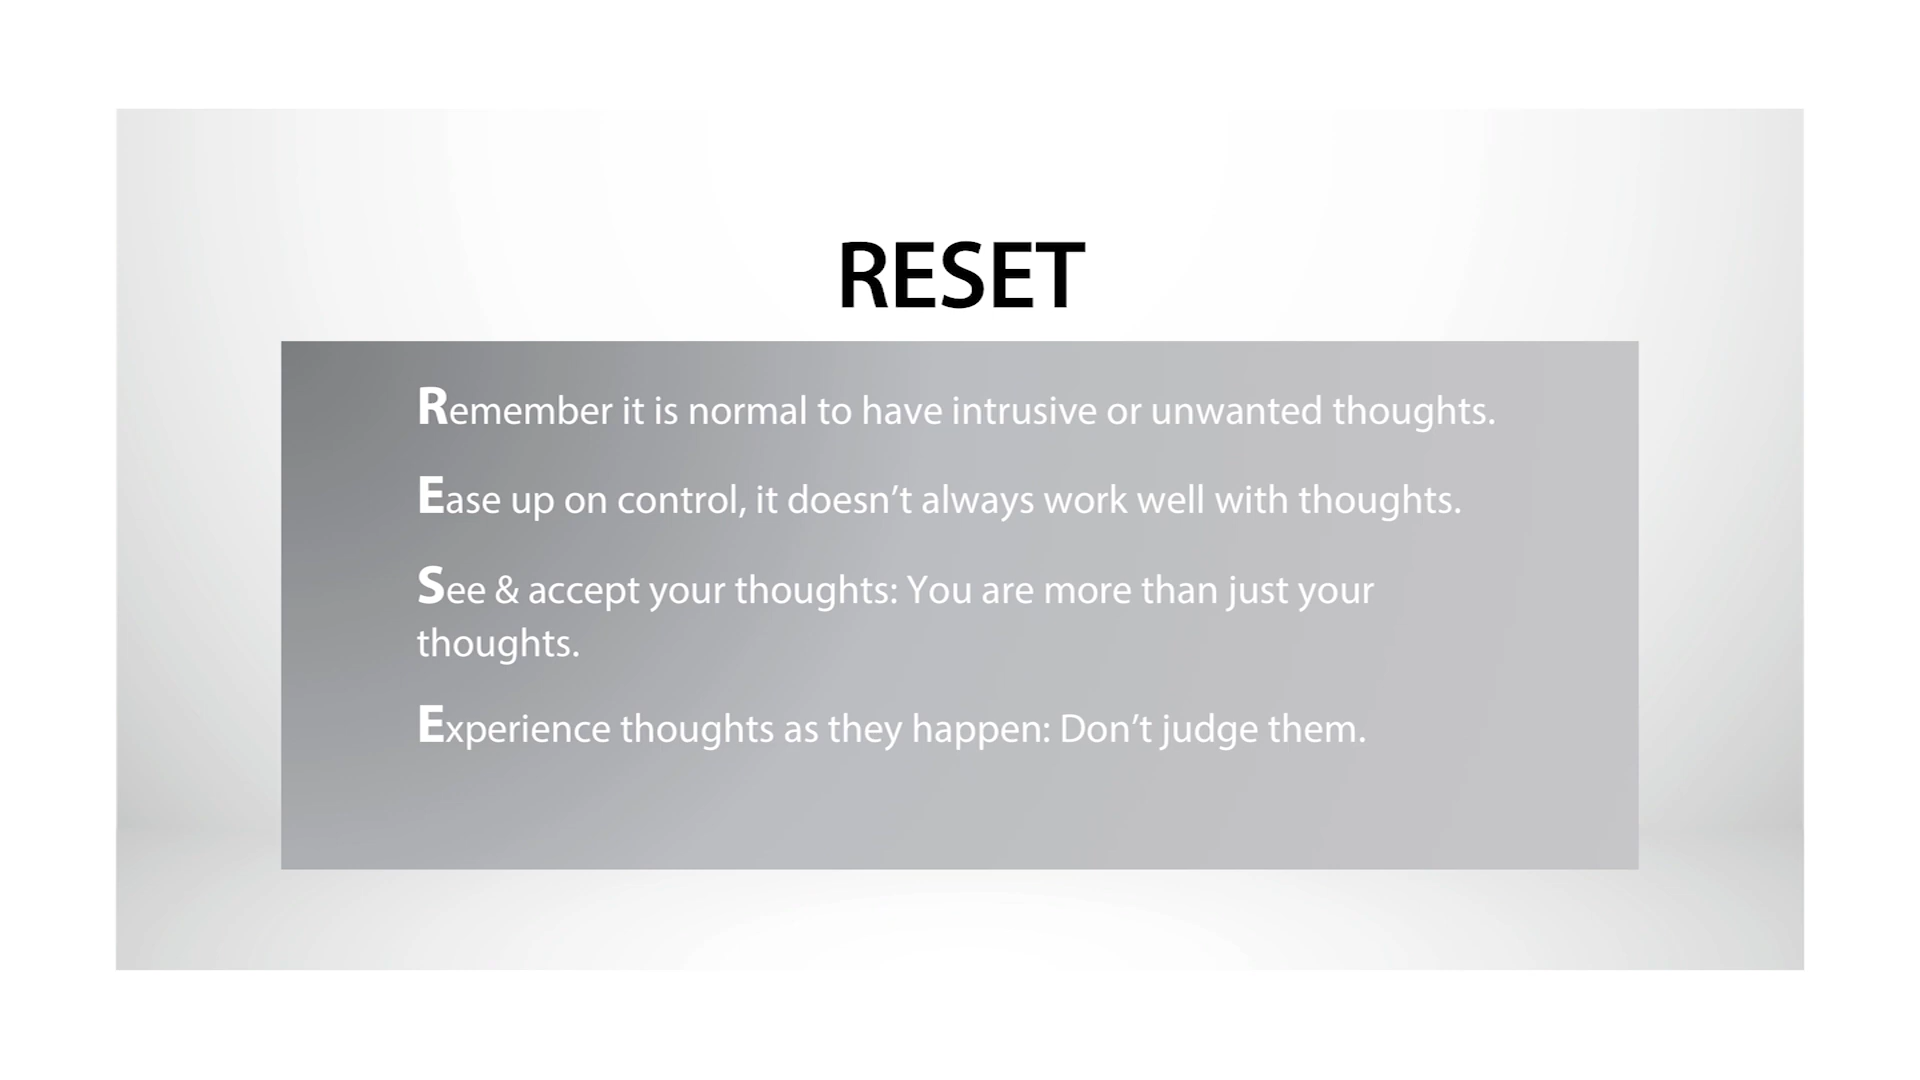 RESET
Remember it is normal to have intrusive or unwanted thoughts.
Ease up on control, it doesn’t always work well with thoughts.
See & accept your thoughts: You are more than just your
thoughts.
Experience thoughts as they happen: Don’t judge them.